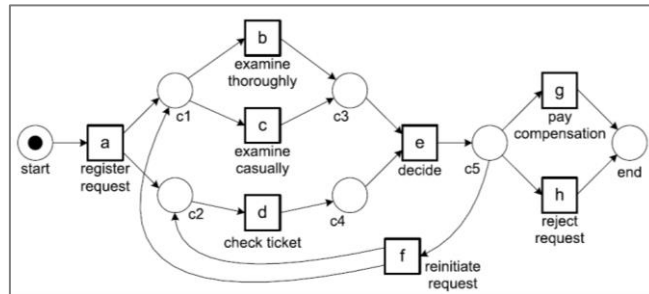 b
examine
thoroughly
c1
c3
g
pay
compensation
c
examine
casually
start
a
register
request
e
decide
c5
end
c2
d
check ticket
c4
h
reject
request
f
reinitiate
request